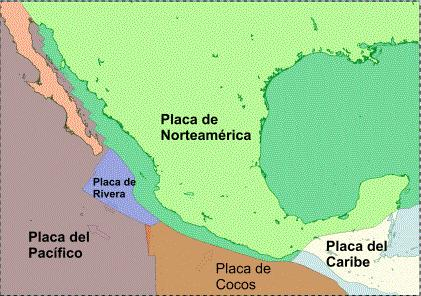 Placa de
Norteamérica
Placa de
Rivera
Placa del
Pacífico
Placa del
Caribe
Placa de
Cocos